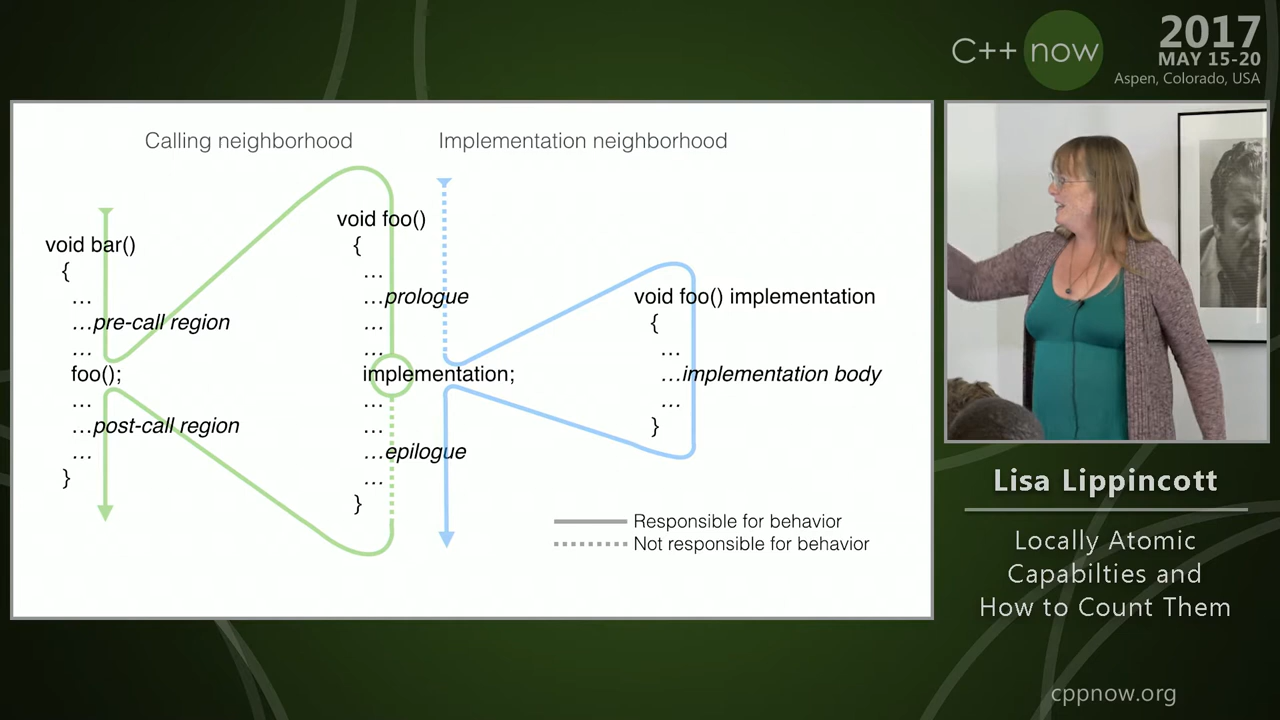 C++ now
2017
MAY 15-20
Aspen, Colorado, USA
Calling neighborhood
Implementation neighborhood
void bar()
{
…
…pre-call region
…
foo();
…
…post-call region
…
}
void foo()
{
…
…prologue
…
…
implementation;
…
…
…epilogue
…
}
void foo() implementation
{
…
…implementation body
…
}
Responsible for behavior
Not responsible for behavior
Lisa Lippincott
Locally Atomic
Capabilties and
How to Count Them
cppnow.org